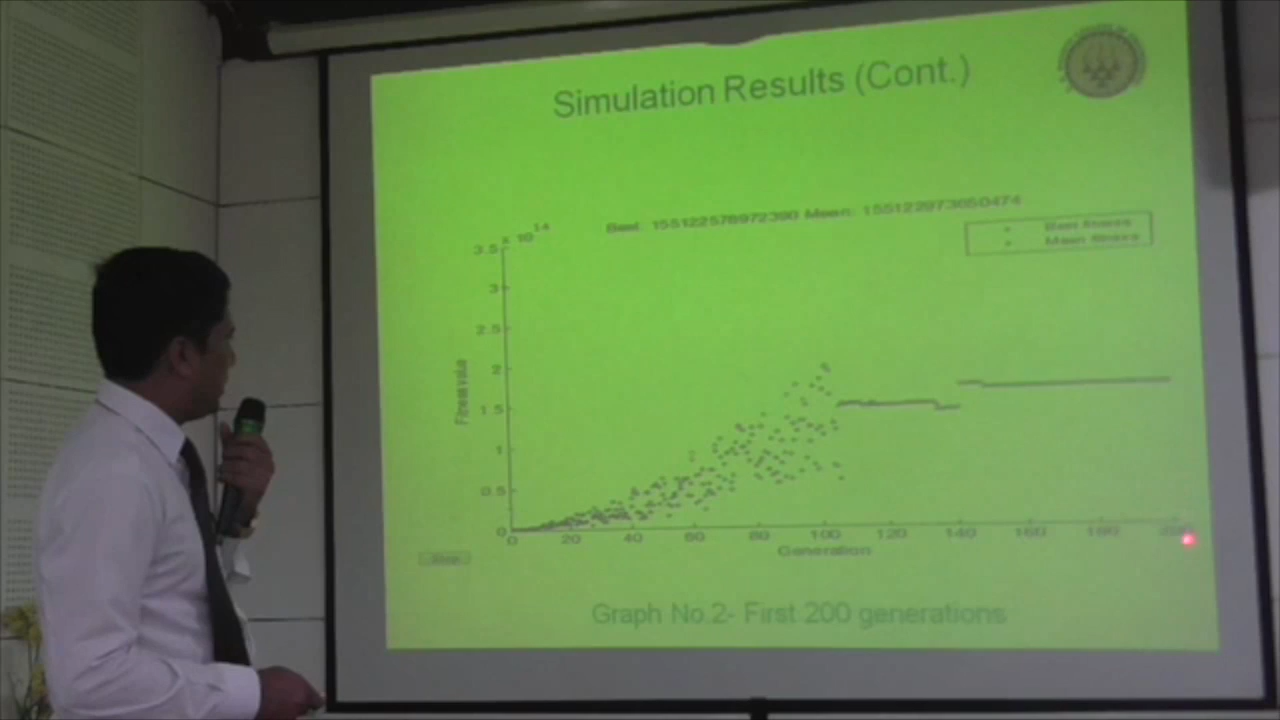 Simulation Results (Cont.)
Best: 155122578972390 Mean: 155122973650474
x 10 14
Best fitness
Mean fitness
3.5
3
2.5
2
1.5
1
0.5
0
Fitness value
0 20 40 60 80 100 120 140 160 180 200
Generation
Stop
Graph No.2- First 200 generations